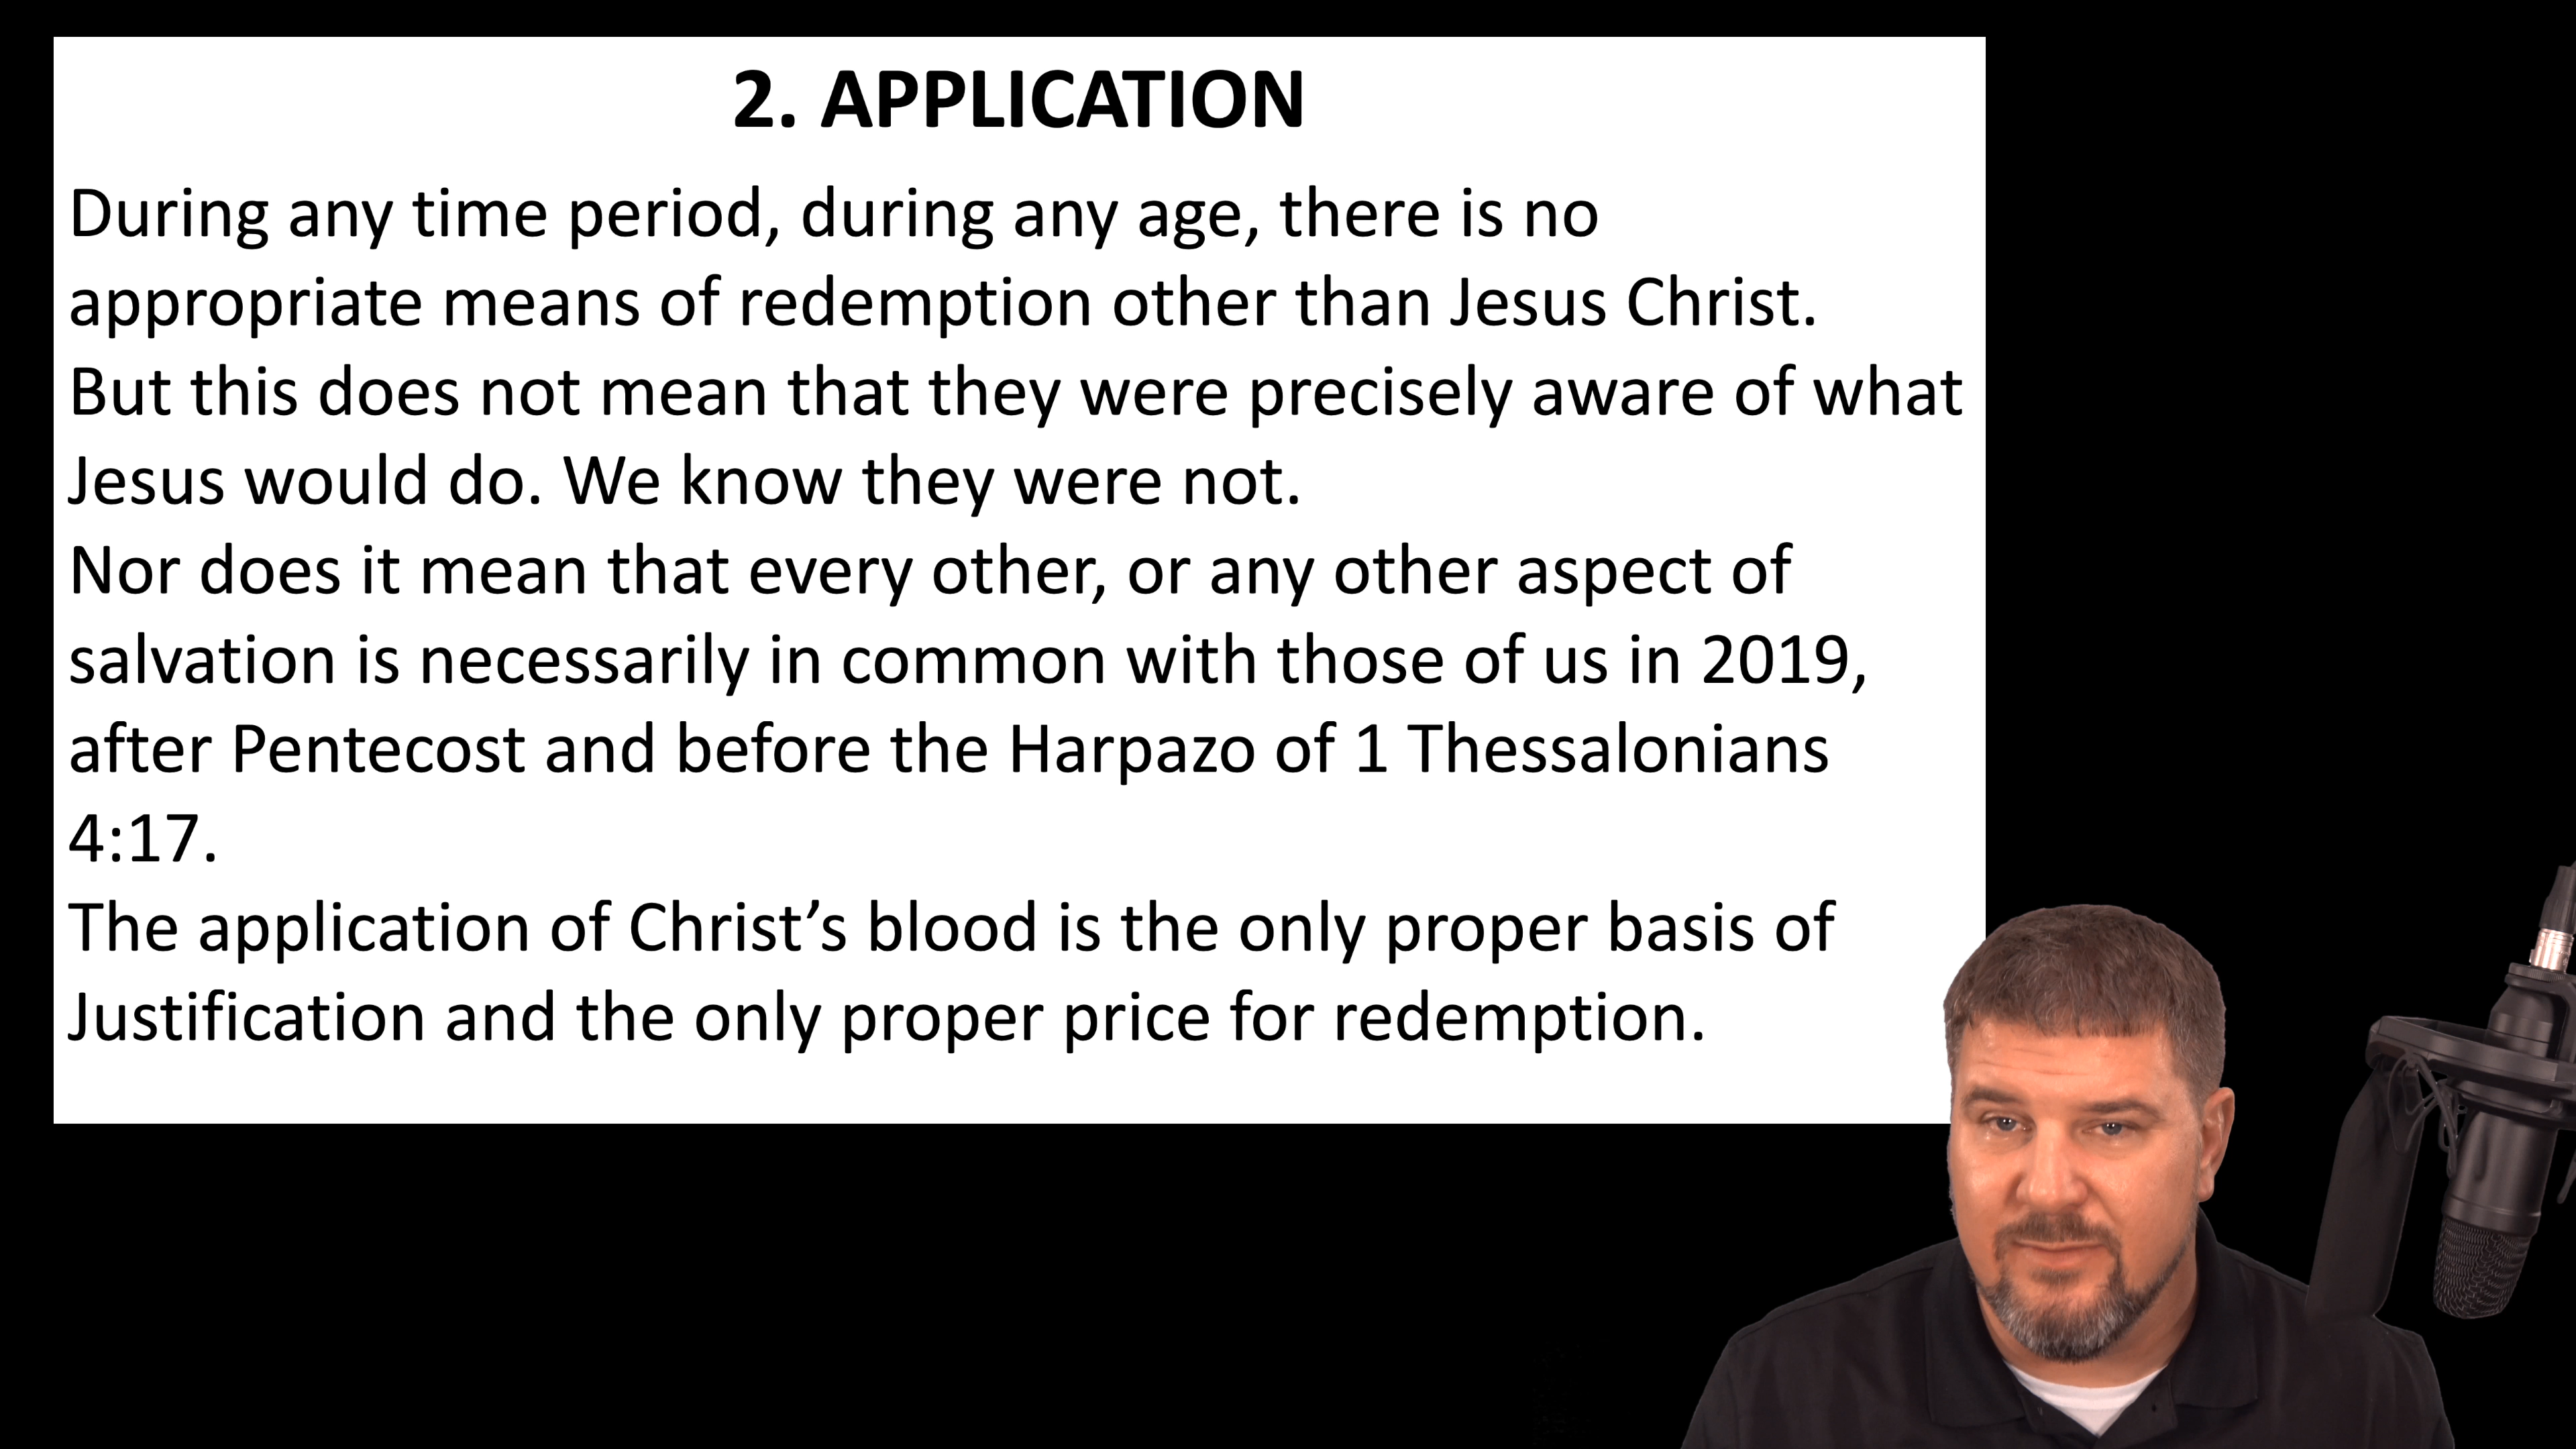 2. APPLICATION
During any time period, during any age, there is no
appropriate means of redemption other than Jesus Christ.
But this does not mean that they were precisely aware of what
Jesus would do. We know they were not.
Nor does it mean that every other, or any other aspect of
salvation is necessarily in common with those of us in 2019,
after Pentecost and before the Harpazo of 1 Thessalonians
4:17.
The application of Christ’s blood is the only proper basis of
Justification and the only proper price for redemption.